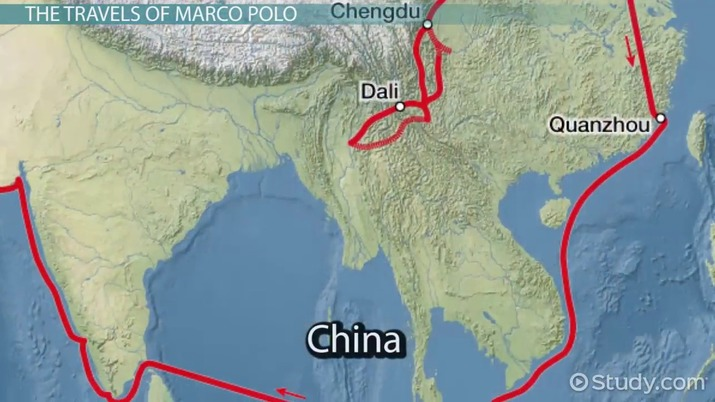 THE TRAVELS OF MARCO POLO
Chengdu
Dali
Quanzhou
China
Study.com